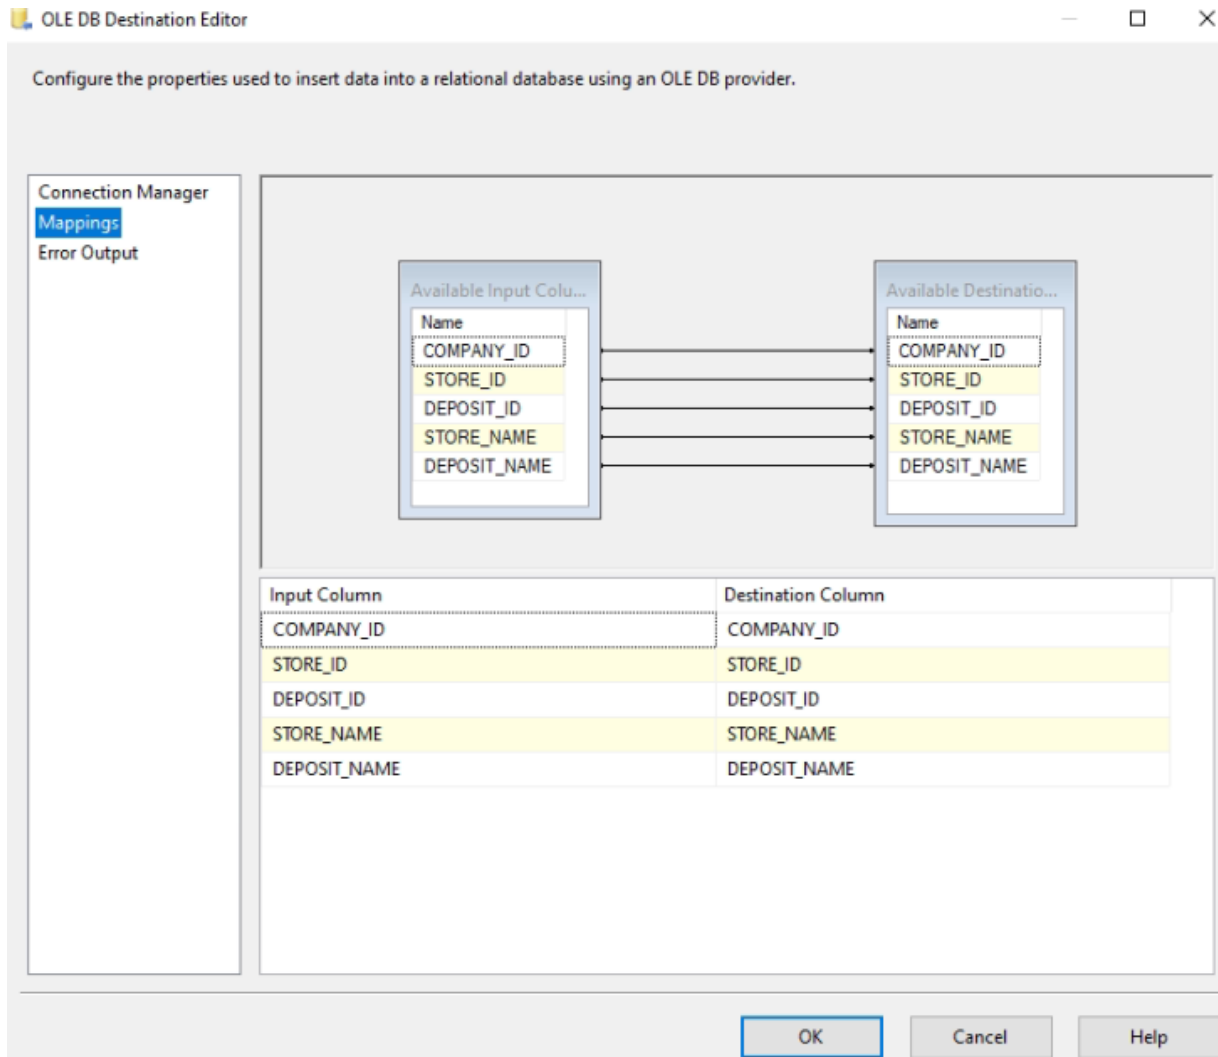 OLE DB Destination Editor
Configure the properties used to insert data into a relational database using an OLE DB provider.
Connection Manager
Mappings
Error Output
Available Input Colu...
Name
COMPANY_ID
STORE_ID
DEPOSIT_ID
STORE_NAME
DEPOSIT_NAME
Available Destinatio...
Name
COMPANY_ID
STORE_ID
DEPOSIT_ID
STORE_NAME
DEPOSIT_NAME
Input Column Destination Column
COMPANY_ID COMPANY_ID
STORE_ID STORE_ID
DEPOSIT_ID DEPOSIT_ID
STORE_NAME STORE_NAME
DEPOSIT_NAME DEPOSIT_NAME
OK Cancel Help